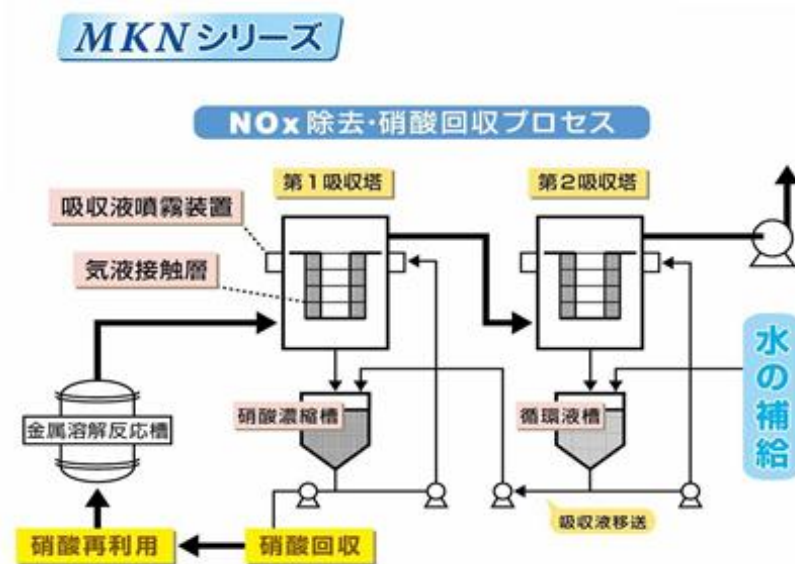 MKNシリーズ
NOx除去・硝酸回収プロセス
第1吸収塔
第2吸収塔
吸収液噴霧装置
気液接触層
水の補給
硝酸濃縮槽
循環液槽
金属溶解反応槽
吸収液移送
硝酸再利用
硝酸回収